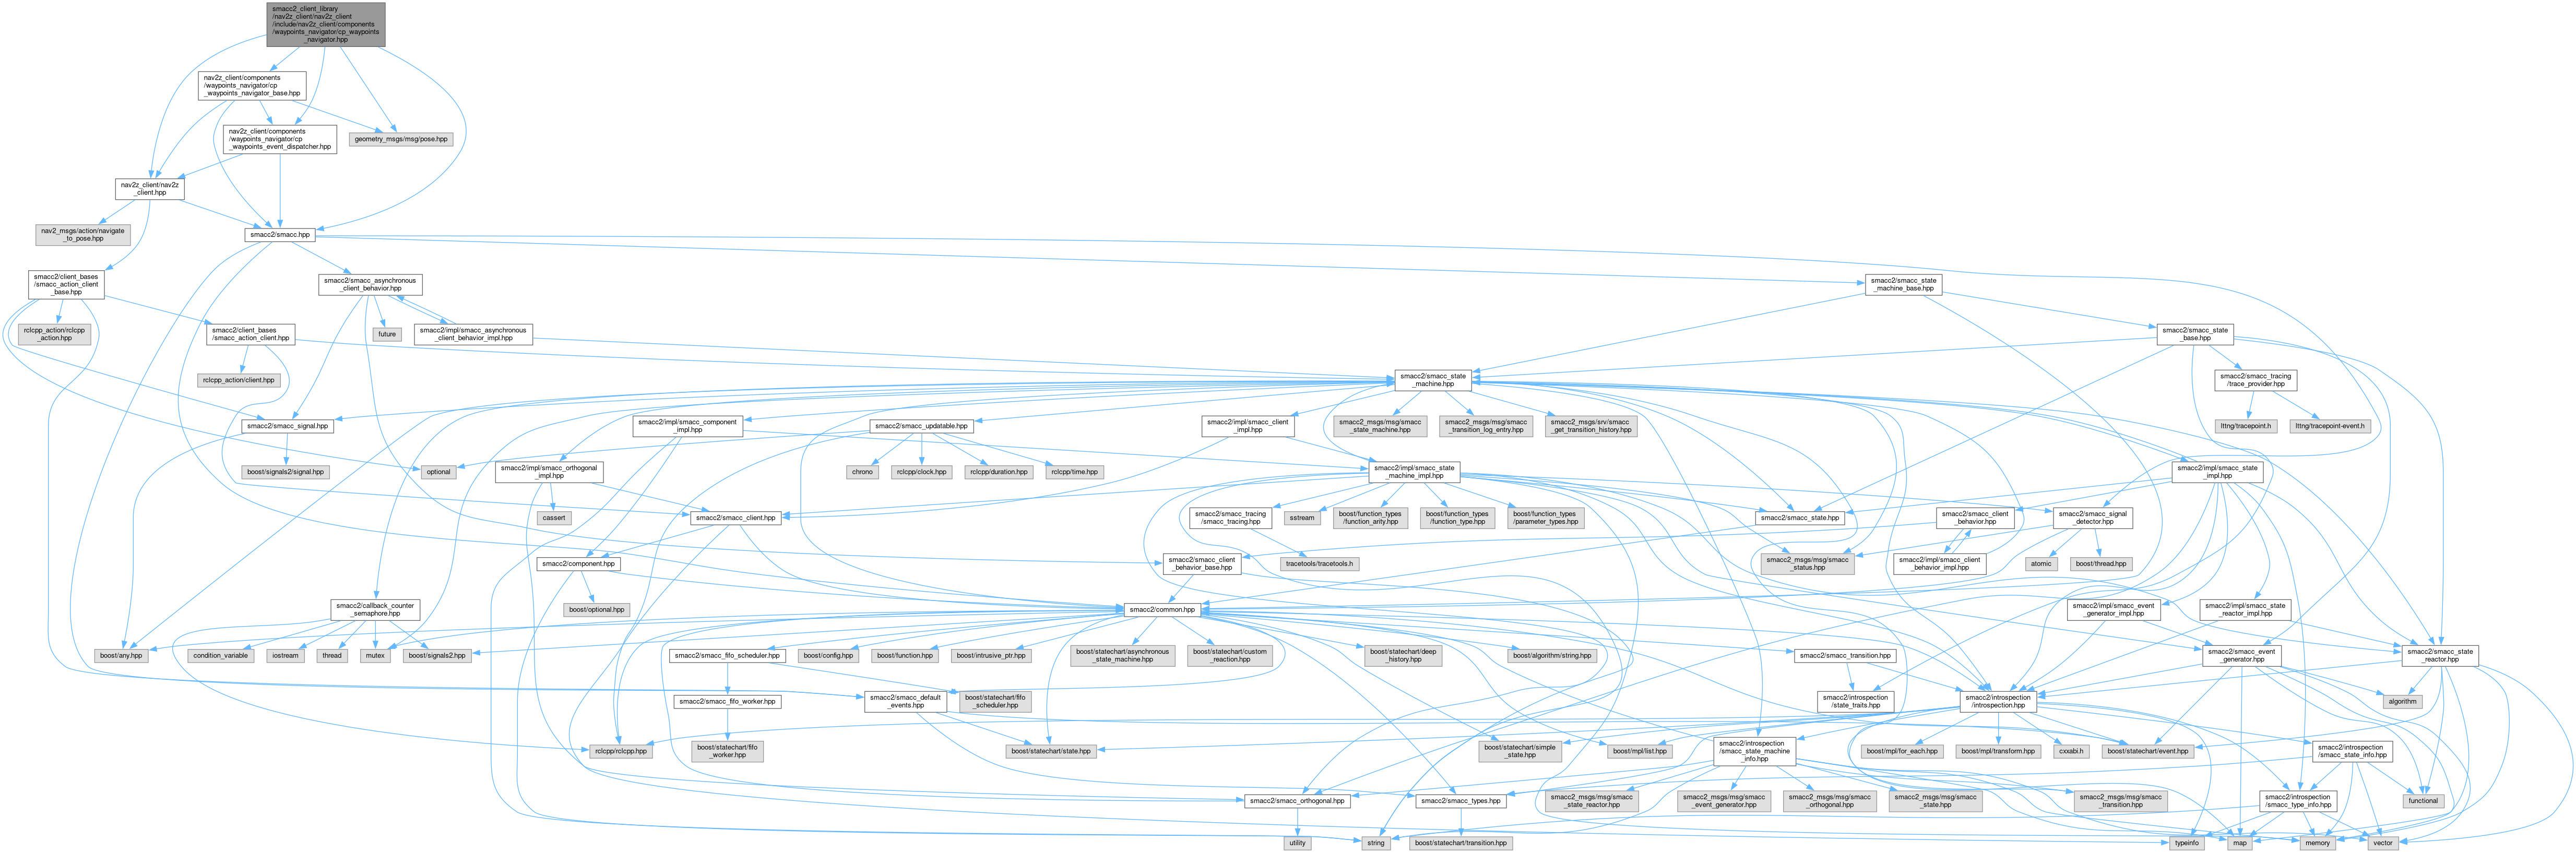 smacc2_client_library
/nav2z_client/nav2z_client
/include/nav2z_client/components
/waypoints_navigator/cp_waypoints
_navigator.hpp
nav2z_client/components
/waypoints_navigator/cp
_waypoints_navigator_base.hpp
nav2z_client/components
/waypoints_navigator/cp
_waypoints_event_dispatcher.hpp
geometry_msgs/msg/pose.hpp
nav2z_client/nav2z
_client.hpp
nav2_msgs/action/navigate
_to_pose.hpp
smacc2/smacc.hpp
smacc2/client_bases
/smacc_action_client
_base.hpp
smacc2/smacc_asynchronous
_client_behavior.hpp
smacc2/smacc_state
_machine_base.hpp
rclcpp_action/rclcpp
_action.hpp
smacc2/client_bases
/smacc_action_client.hpp
future
smacc2/impl/smacc_asynchronous
_client_behavior_impl.hpp
smacc2/smacc_state
_base.hpp
rclcpp_action/client.hpp
smacc2/smacc_state
_machine.hpp
smacc2/smacc_tracing
/trace_provider.hpp
smacc2/smacc_signal.hpp
smacc2/impl/smacc_component
_impl.hpp
smacc2/smacc_updatable.hpp
smacc2/impl/smacc_client
_impl.hpp
smacc2_msgs/msg/smacc
_state_machine.hpp
smacc2_msgs/msg/smacc
_transition_log_entry.hpp
smacc2_msgs/srv/smacc
_get_transition_history.hpp
lttng/tracepoint.h
lttng/tracepoint-event.h
boost/signals2/signal.hpp
optional
smacc2/impl/smacc_orthogonal
_impl.hpp
chrono
rclcpp/clock.hpp
rclcpp/duration.hpp
rclcpp/time.hpp
smacc2/impl/smacc_state
_machine_impl.hpp
smacc2/impl/smacc_state
_impl.hpp
cassert
smacc2/smacc_client.hpp
smacc2/smacc_tracing
/smacc_tracing.hpp
sstream
boost/function_types
/function_arity.hpp
boost/function_types
/function_type.hpp
boost/function_types
/parameter_types.hpp
smacc2/smacc_state.hpp
smacc2/smacc_client
_behavior.hpp
smacc2/smacc_signal
_detector.hpp
smacc2/component.hpp
smacc2/smacc_client
_behavior_base.hpp
tracetools/tracetools.h
smacc2_msgs/msg/smacc
_status.hpp
smacc2/impl/smacc_client
_behavior_impl.hpp
atomic
boost/thread.hpp
smacc2/callback_counter
_semaphore.hpp
boost/optional.hpp
smacc2/common.hpp
smacc2/impl/smacc_event
_generator_impl.hpp
smacc2/impl/smacc_state
_reactor_impl.hpp
boost/any.hpp
condition_variable
iostream
thread
mutex
boost/signals2.hpp
smacc2/smacc_fifo_scheduler.hpp
boost/config.hpp
boost/function.hpp
boost/intrusive_ptr.hpp
boost/statechart/asynchronous
_state_machine.hpp
boost/statechart/custom
_reaction.hpp
boost/statechart/deep
_history.hpp
boost/algorithm/string.hpp
smacc2/smacc_transition.hpp
smacc2/smacc_event
_generator.hpp
smacc2/smacc_state
_reactor.hpp
smacc2/smacc_fifo_worker.hpp
smacc2/smacc_default
_events.hpp
boost/statechart/fifo
_scheduler.hpp
smacc2/introspection
/state_traits.hpp
smacc2/introspection
/introspection.hpp
algorithm
rclcpp/rclcpp.hpp
boost/statechart/fifo
_worker.hpp
boost/statechart/state.hpp
boost/statechart/simple
_state.hpp
boost/mpl/list.hpp
smacc2/introspection
/smacc_state_machine
_info.hpp
boost/mpl/for_each.hpp
boost/mpl/transform.hpp
cxxabi.h
boost/statechart/event.hpp
smacc2/introspection
/smacc_state_info.hpp
smacc2/smacc_orthogonal.hpp
smacc2/smacc_types.hpp
smacc2_msgs/msg/smacc
_state_reactor.hpp
smacc2_msgs/msg/smacc
_event_generator.hpp
smacc2_msgs/msg/smacc
_orthogonal.hpp
smacc2_msgs/msg/smacc
_state.hpp
smacc2_msgs/msg/smacc
_transition.hpp
smacc2/introspection
/smacc_type_info.hpp
functional
utility
string
boost/statechart/transition.hpp
typeinfo
map
memory
vector